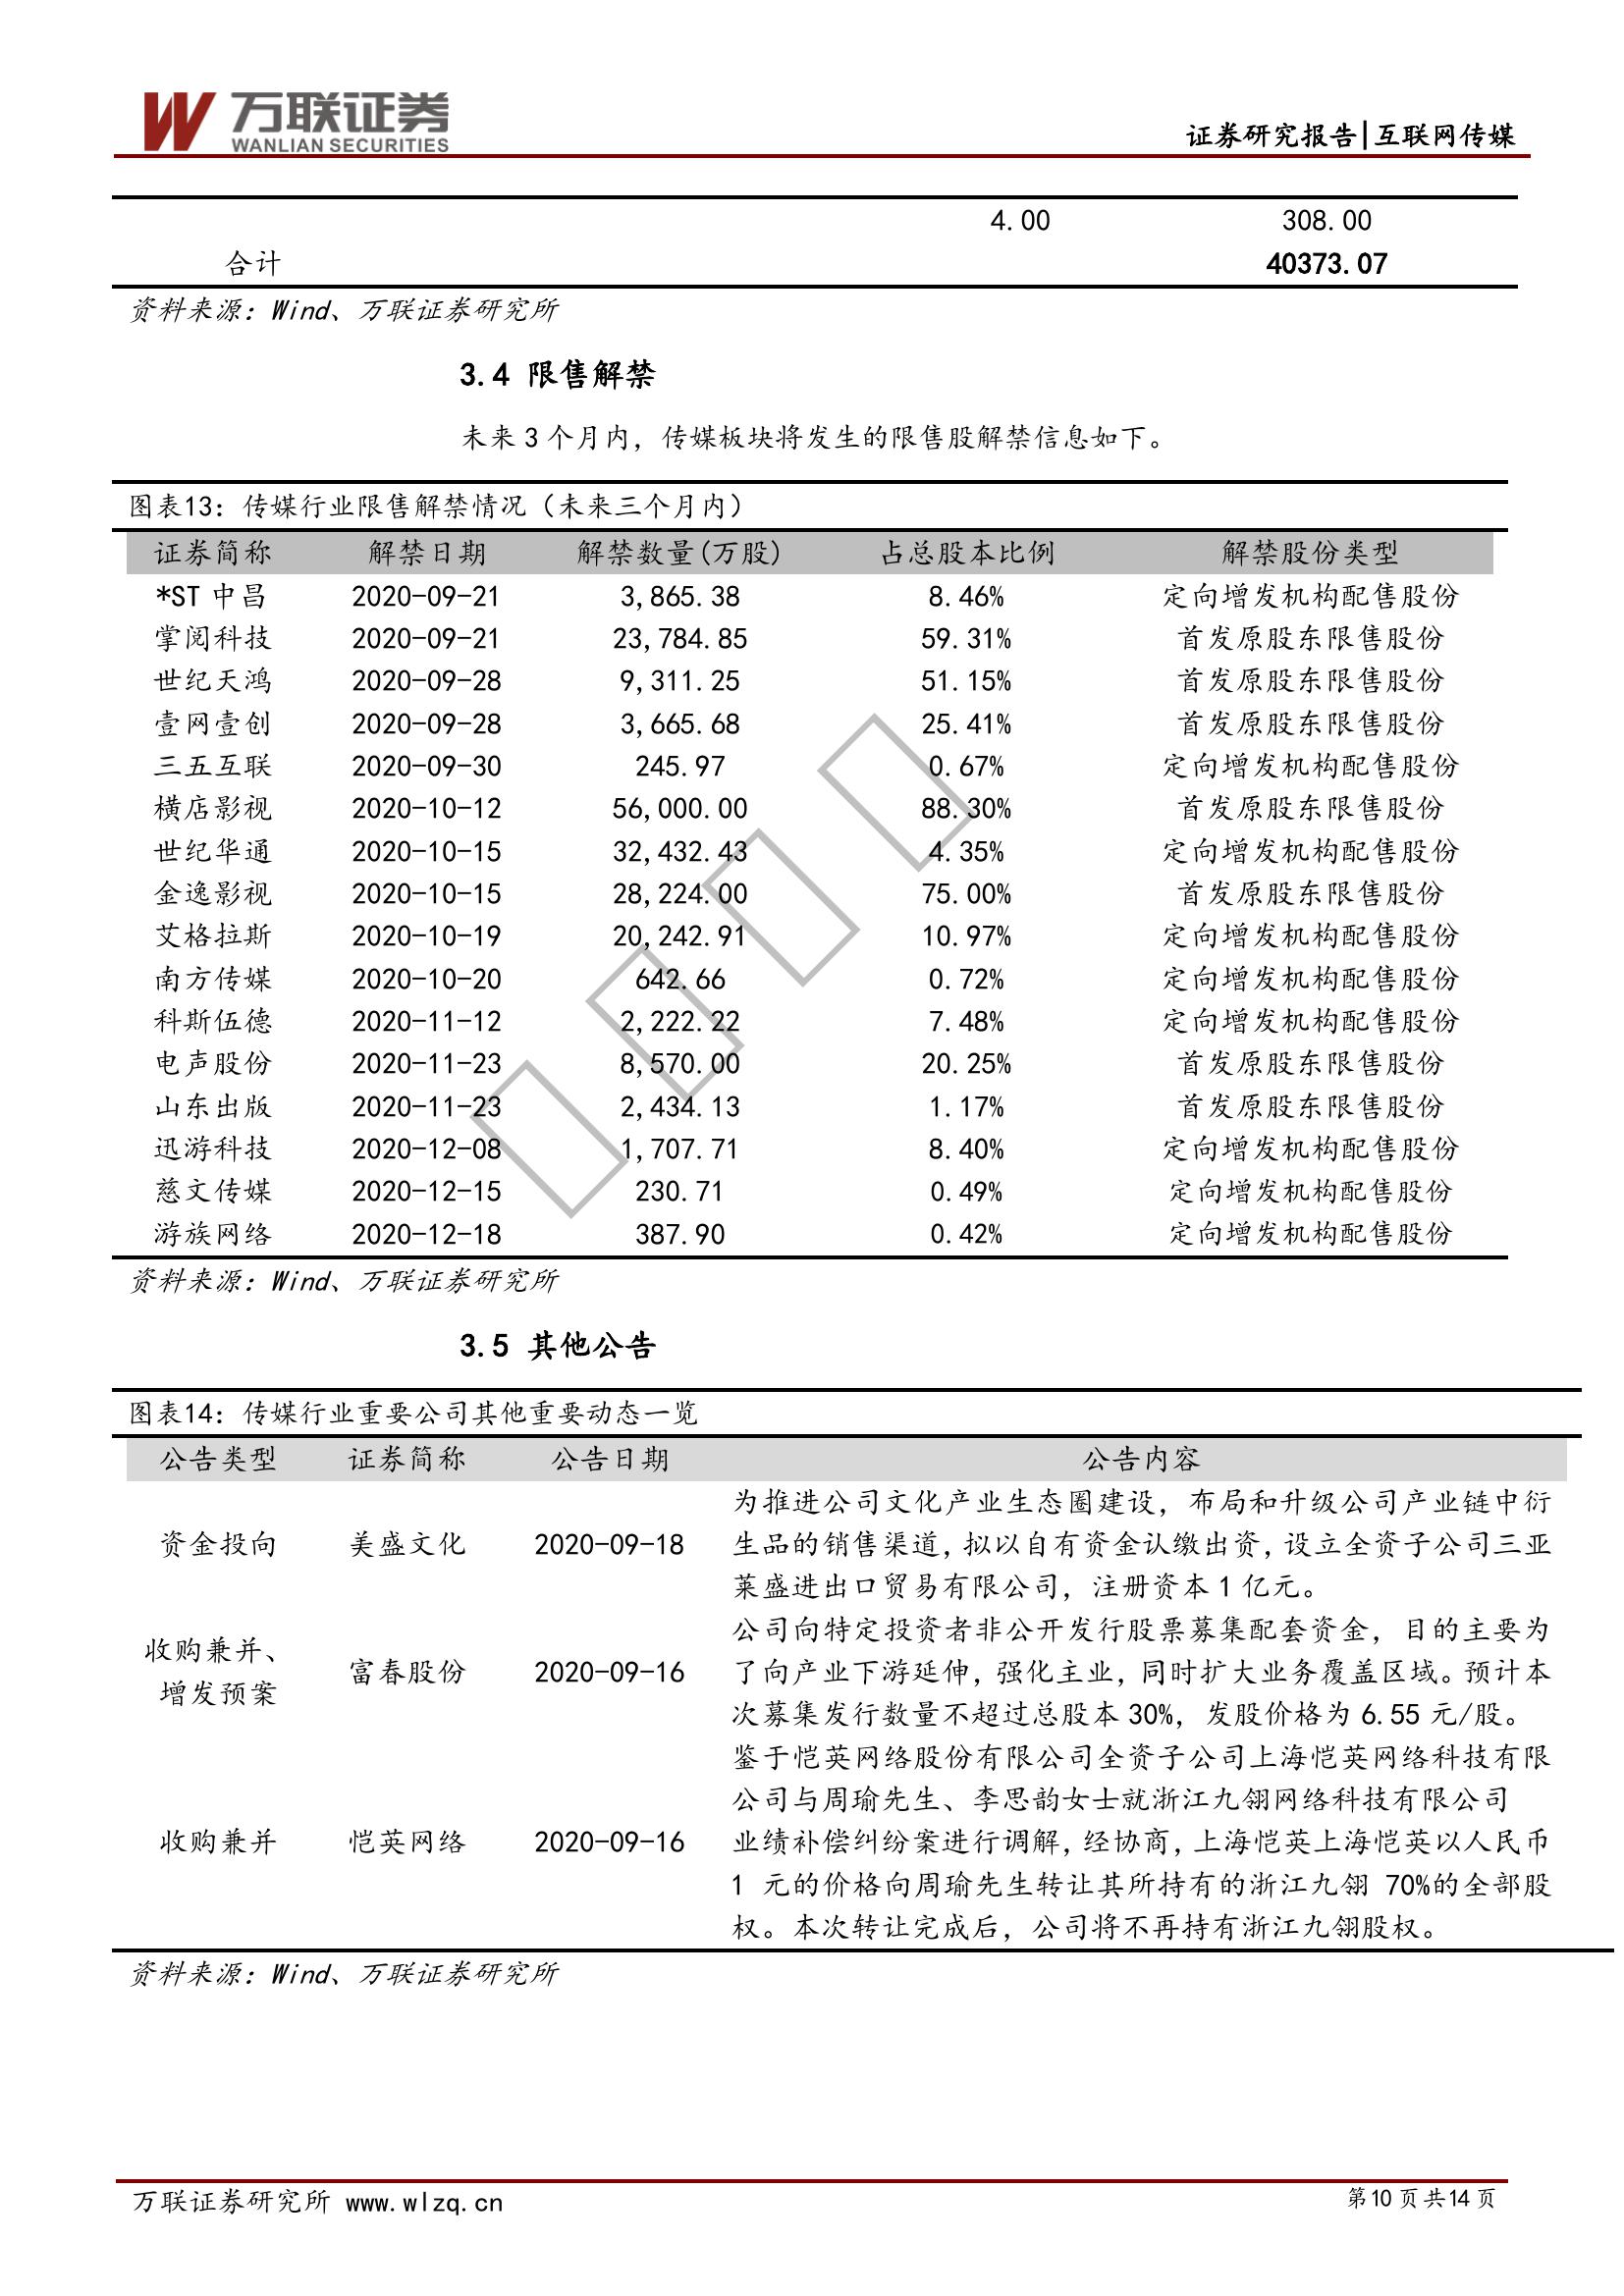 万联证券
WANLIAN SECURITIES
证券研究报告|互联网传媒
4.00 308.00
合计 40373.07
资料来源：Wind、万联证券研究所
3.4 限售解禁
未来 3 个月内，传媒板块将发生的限售股解禁信息如下。
图表13：传媒行业限售解禁情况（未来三个月内）
证券简称 解禁日期 解禁数量(万股) 占总股本比例 解禁股份类型
*ST 中昌 2020-09-21 3,865.38 8.46% 定向增发机构配售股份
掌阅科技 2020-09-21 23,784.85 59.31% 首发原股东限售股份
世纪天鸿 2020-09-28 9,311.25 51.15% 首发原股东限售股份
壹网壹创 2020-09-28 3,665.68 25.41% 首发原股东限售股份
三五互联 2020-09-30 245.97 0.67% 定向增发机构配售股份
横店影视 2020-10-12 56,000.00 88.30% 首发原股东限售股份
世纪华通 2020-10-15 32,432.43 4.35% 定向增发机构配售股份
金逸影视 2020-10-15 28,224.00 75.00% 首发原股东限售股份
艾格拉斯 2020-10-19 20,242.91 10.97% 定向增发机构配售股份
南方传媒 2020-10-20 642.66 0.72% 定向增发机构配售股份
科斯伍德 2020-11-12 2,222.22 7.48% 定向增发机构配售股份
电声股份 2020-11-23 8,570.00 20.25% 首发原股东限售股份
山东出版 2020-11-23 2,434.13 1.17% 首发原股东限售股份
迅游科技 2020-12-08 1,707.71 8.40% 定向增发机构配售股份
慈文传媒 2020-12-15 230.71 0.49% 定向增发机构配售股份
游族网络 2020-12-18 387.90 0.42% 定向增发机构配售股份
资料来源：Wind、万联证券研究所
3.5 其他公告
图表14：传媒行业重要公司其他重要动态一览
公告类型 证券简称 公告日期 公告内容
为推进公司文化产业生态圈建设，布局和升级公司产业链中衍
资金投向 美盛文化 2020-09-18 生品的销售渠道，拟以自有资金认缴出资，设立全资子公司三亚
莱盛进出口贸易有限公司，注册资本 1 亿元。
公司向特定投资者非公开发行股票募集配套资金，目的主要为
收购兼并、
增发预案 富春股份 2020-09-16 了向产业下游延伸，强化主业，同时扩大业务覆盖区域。预计本
次募集发行数量不超过总股本 30%，发股价格为 6.55 元/股。
鉴于恺英网络股份有限公司全资子公司上海恺英网络科技有限
公司与周瑜先生、李思韵女士就浙江九翎网络科技有限公司
收购兼并 恺英网络 2020-09-16 业绩补偿纠纷案进行调解，经协商，上海恺英上海恺英以人民币
1 元的价格向周瑜先生转让其所持有的浙江九翎 70%的全部股
权。本次转让完成后，公司将不再持有浙江九翎股权。
资料来源：Wind、万联证券研究所
万联证券研究所 www.wlzq.cn 第 10 页 共 14 页